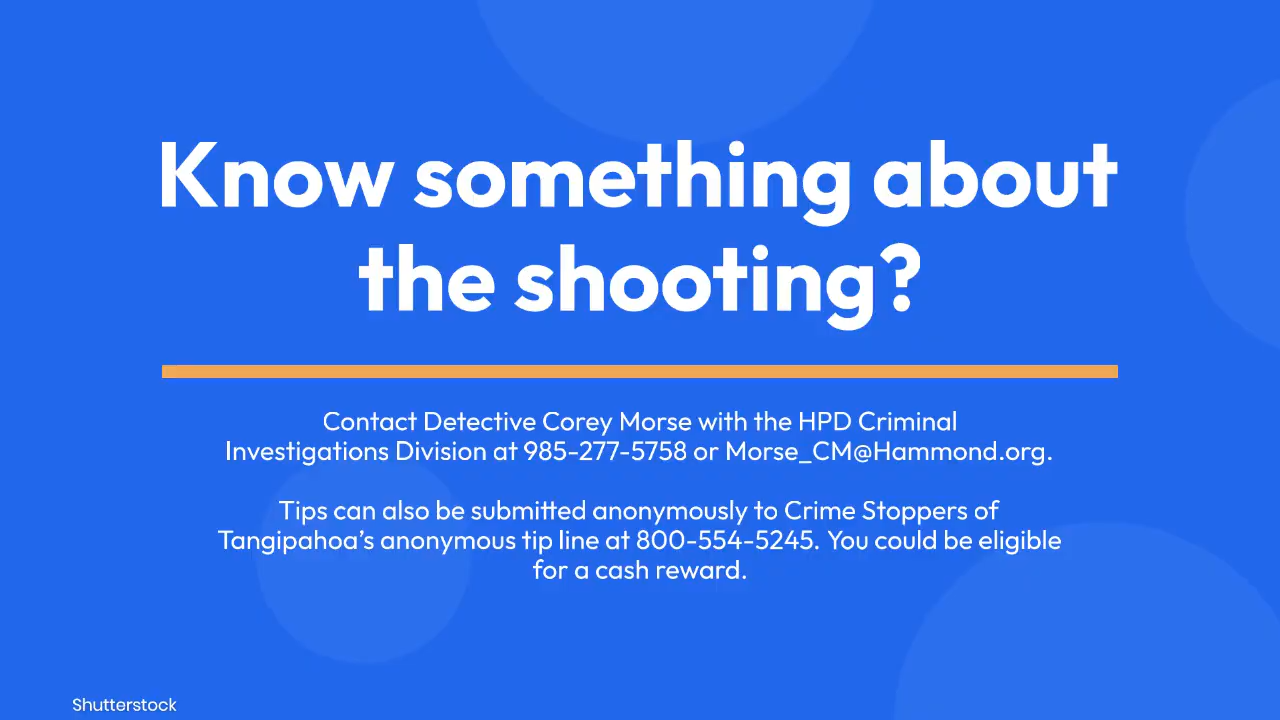 Know something about
the shooting?
Contact Detective Corey Morse with the HPD Criminal
Investigations Division at 985-277-5758 or Morse_CM@Hammond.org.
Tips can also be submitted anonymously to Crime Stoppers of
Tangipahoa’s anonymous tip line at 800-554-5245. You could be eligible
for a cash reward.
Shutterstock